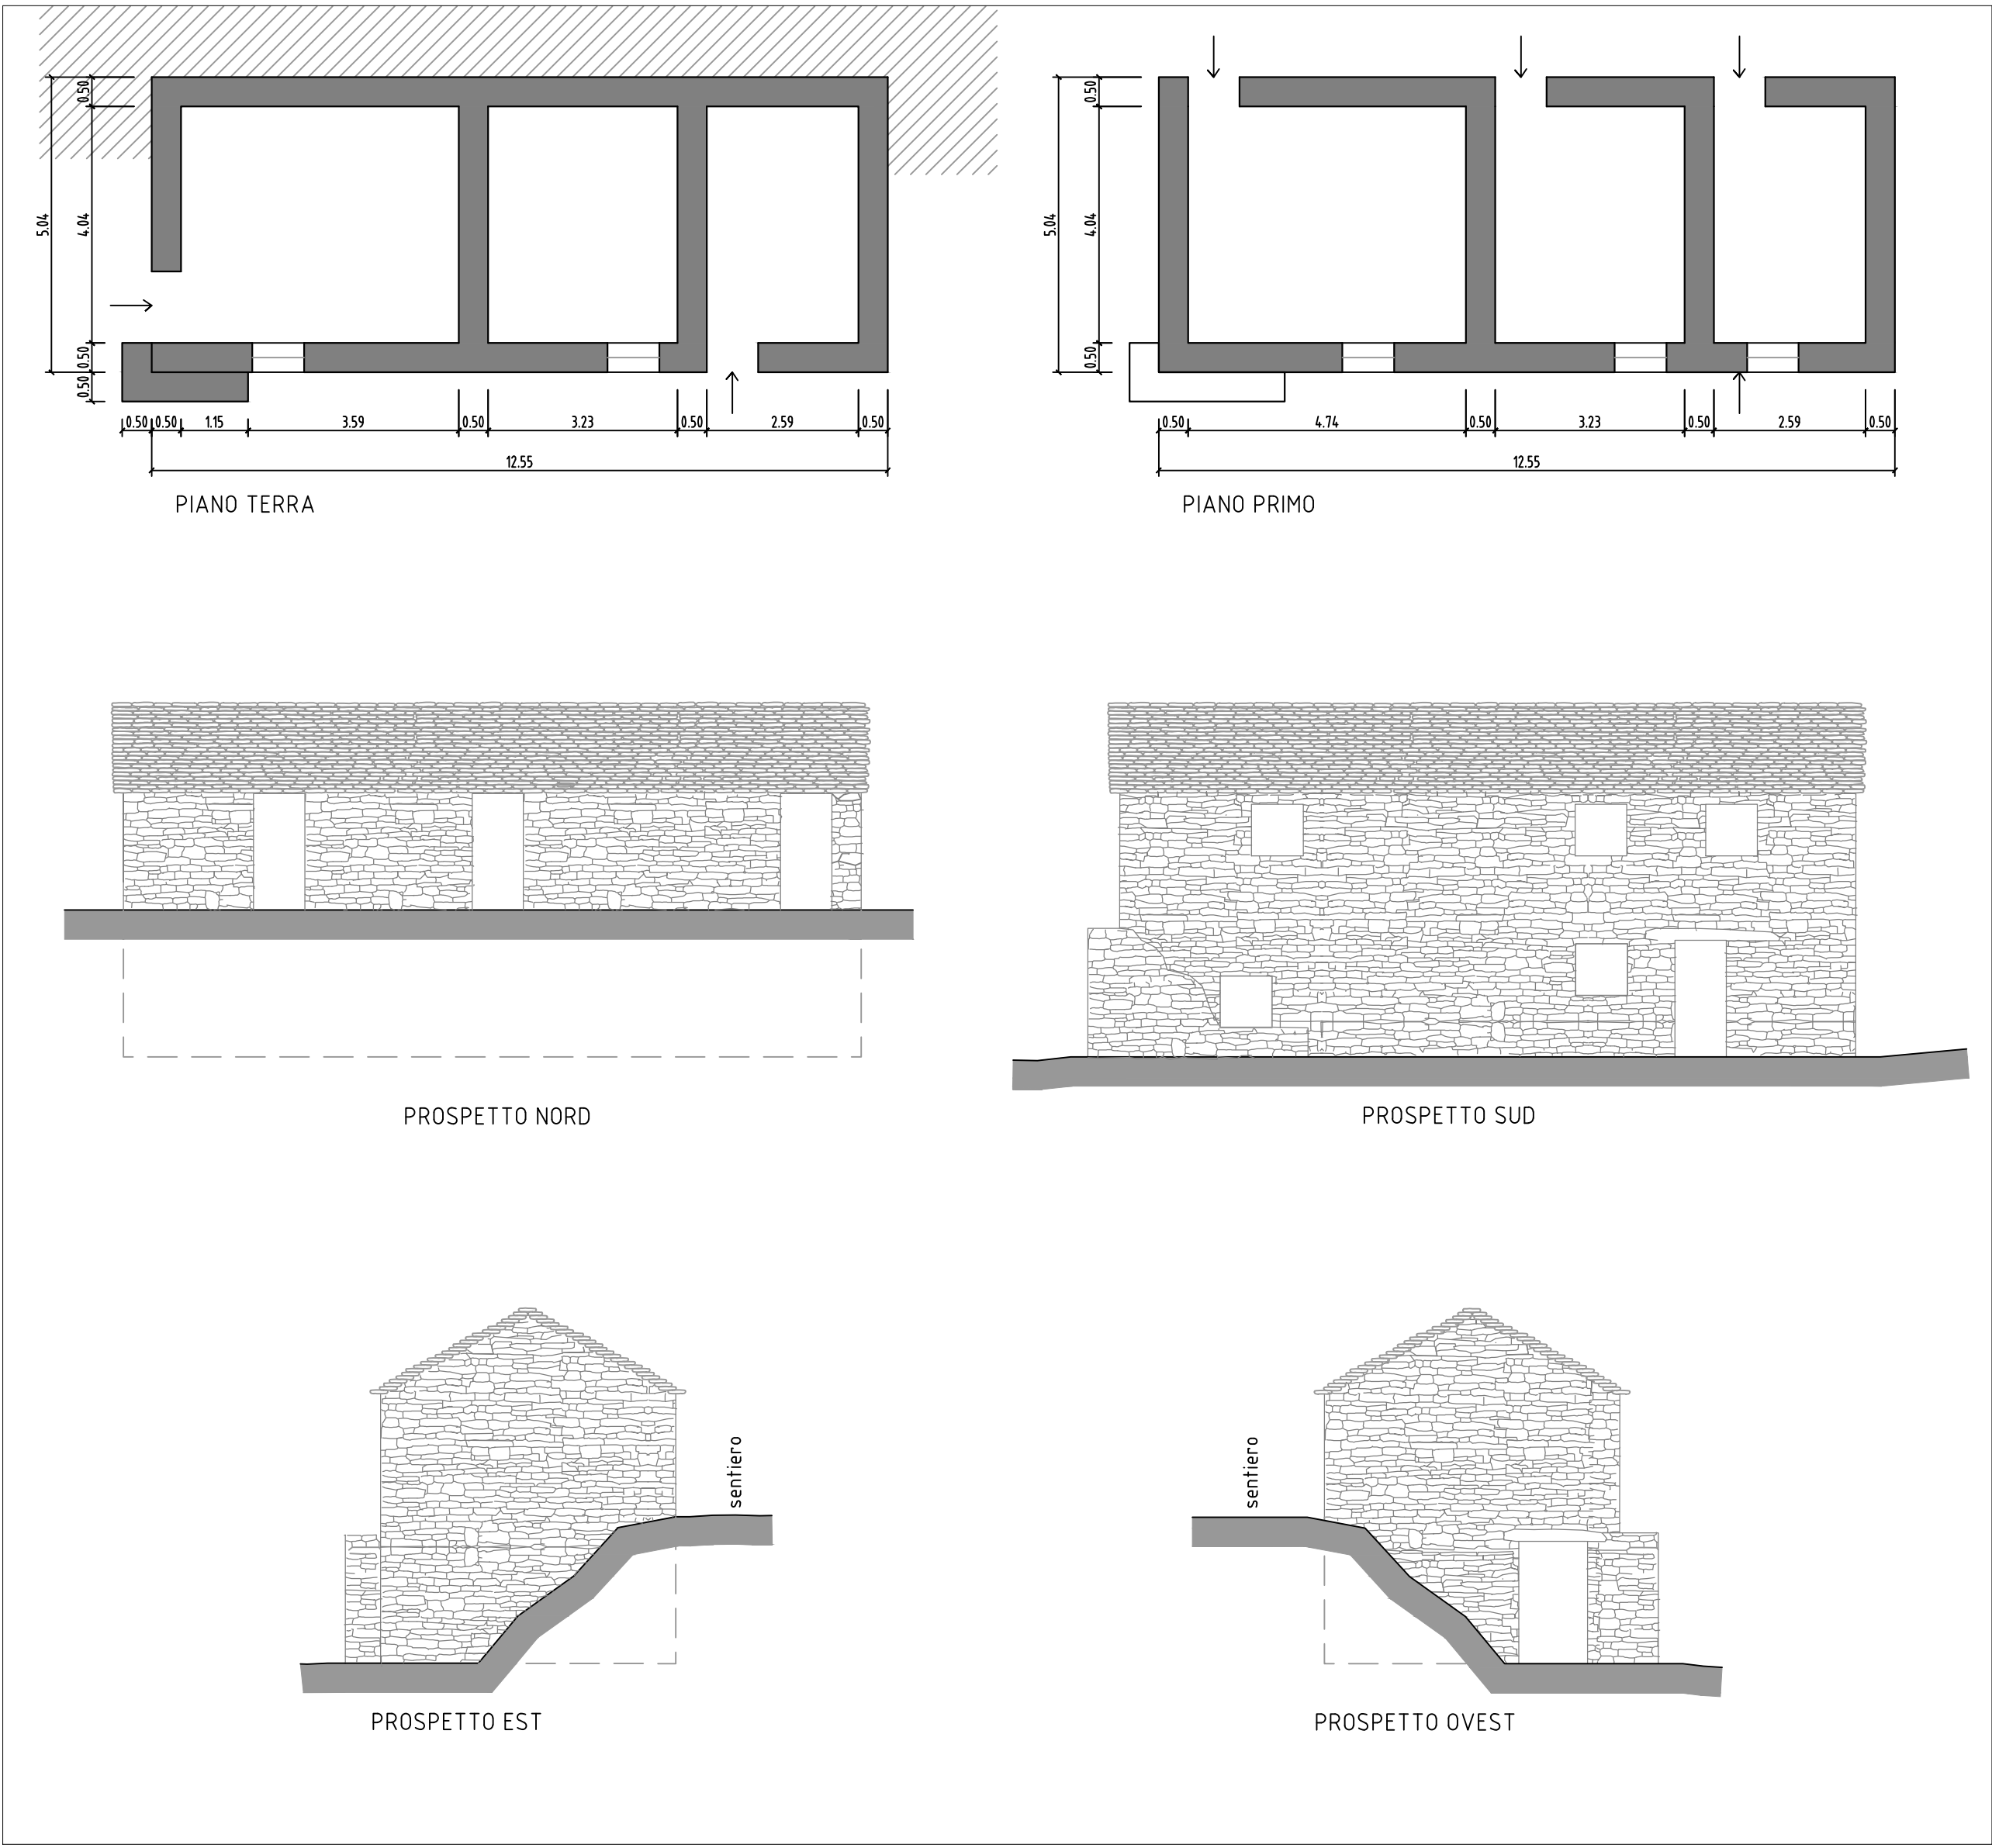 0.50
5.04
4.04
0.50
0.50
0.50 0.50 1.15 3.59 0.50 3.23 0.50 2.59 0.50
12.55
PIANO TERRA
0.50
5.04
4.04
0.50
0.50 4.74 0.50 3.23 0.50 2.59 0.50
12.55
PIANO PRIMO
PROSPETTO NORD
PROSPETTO SUD
sentiero
PROSPETTO EST
sentiero
PROSPETTO OVEST